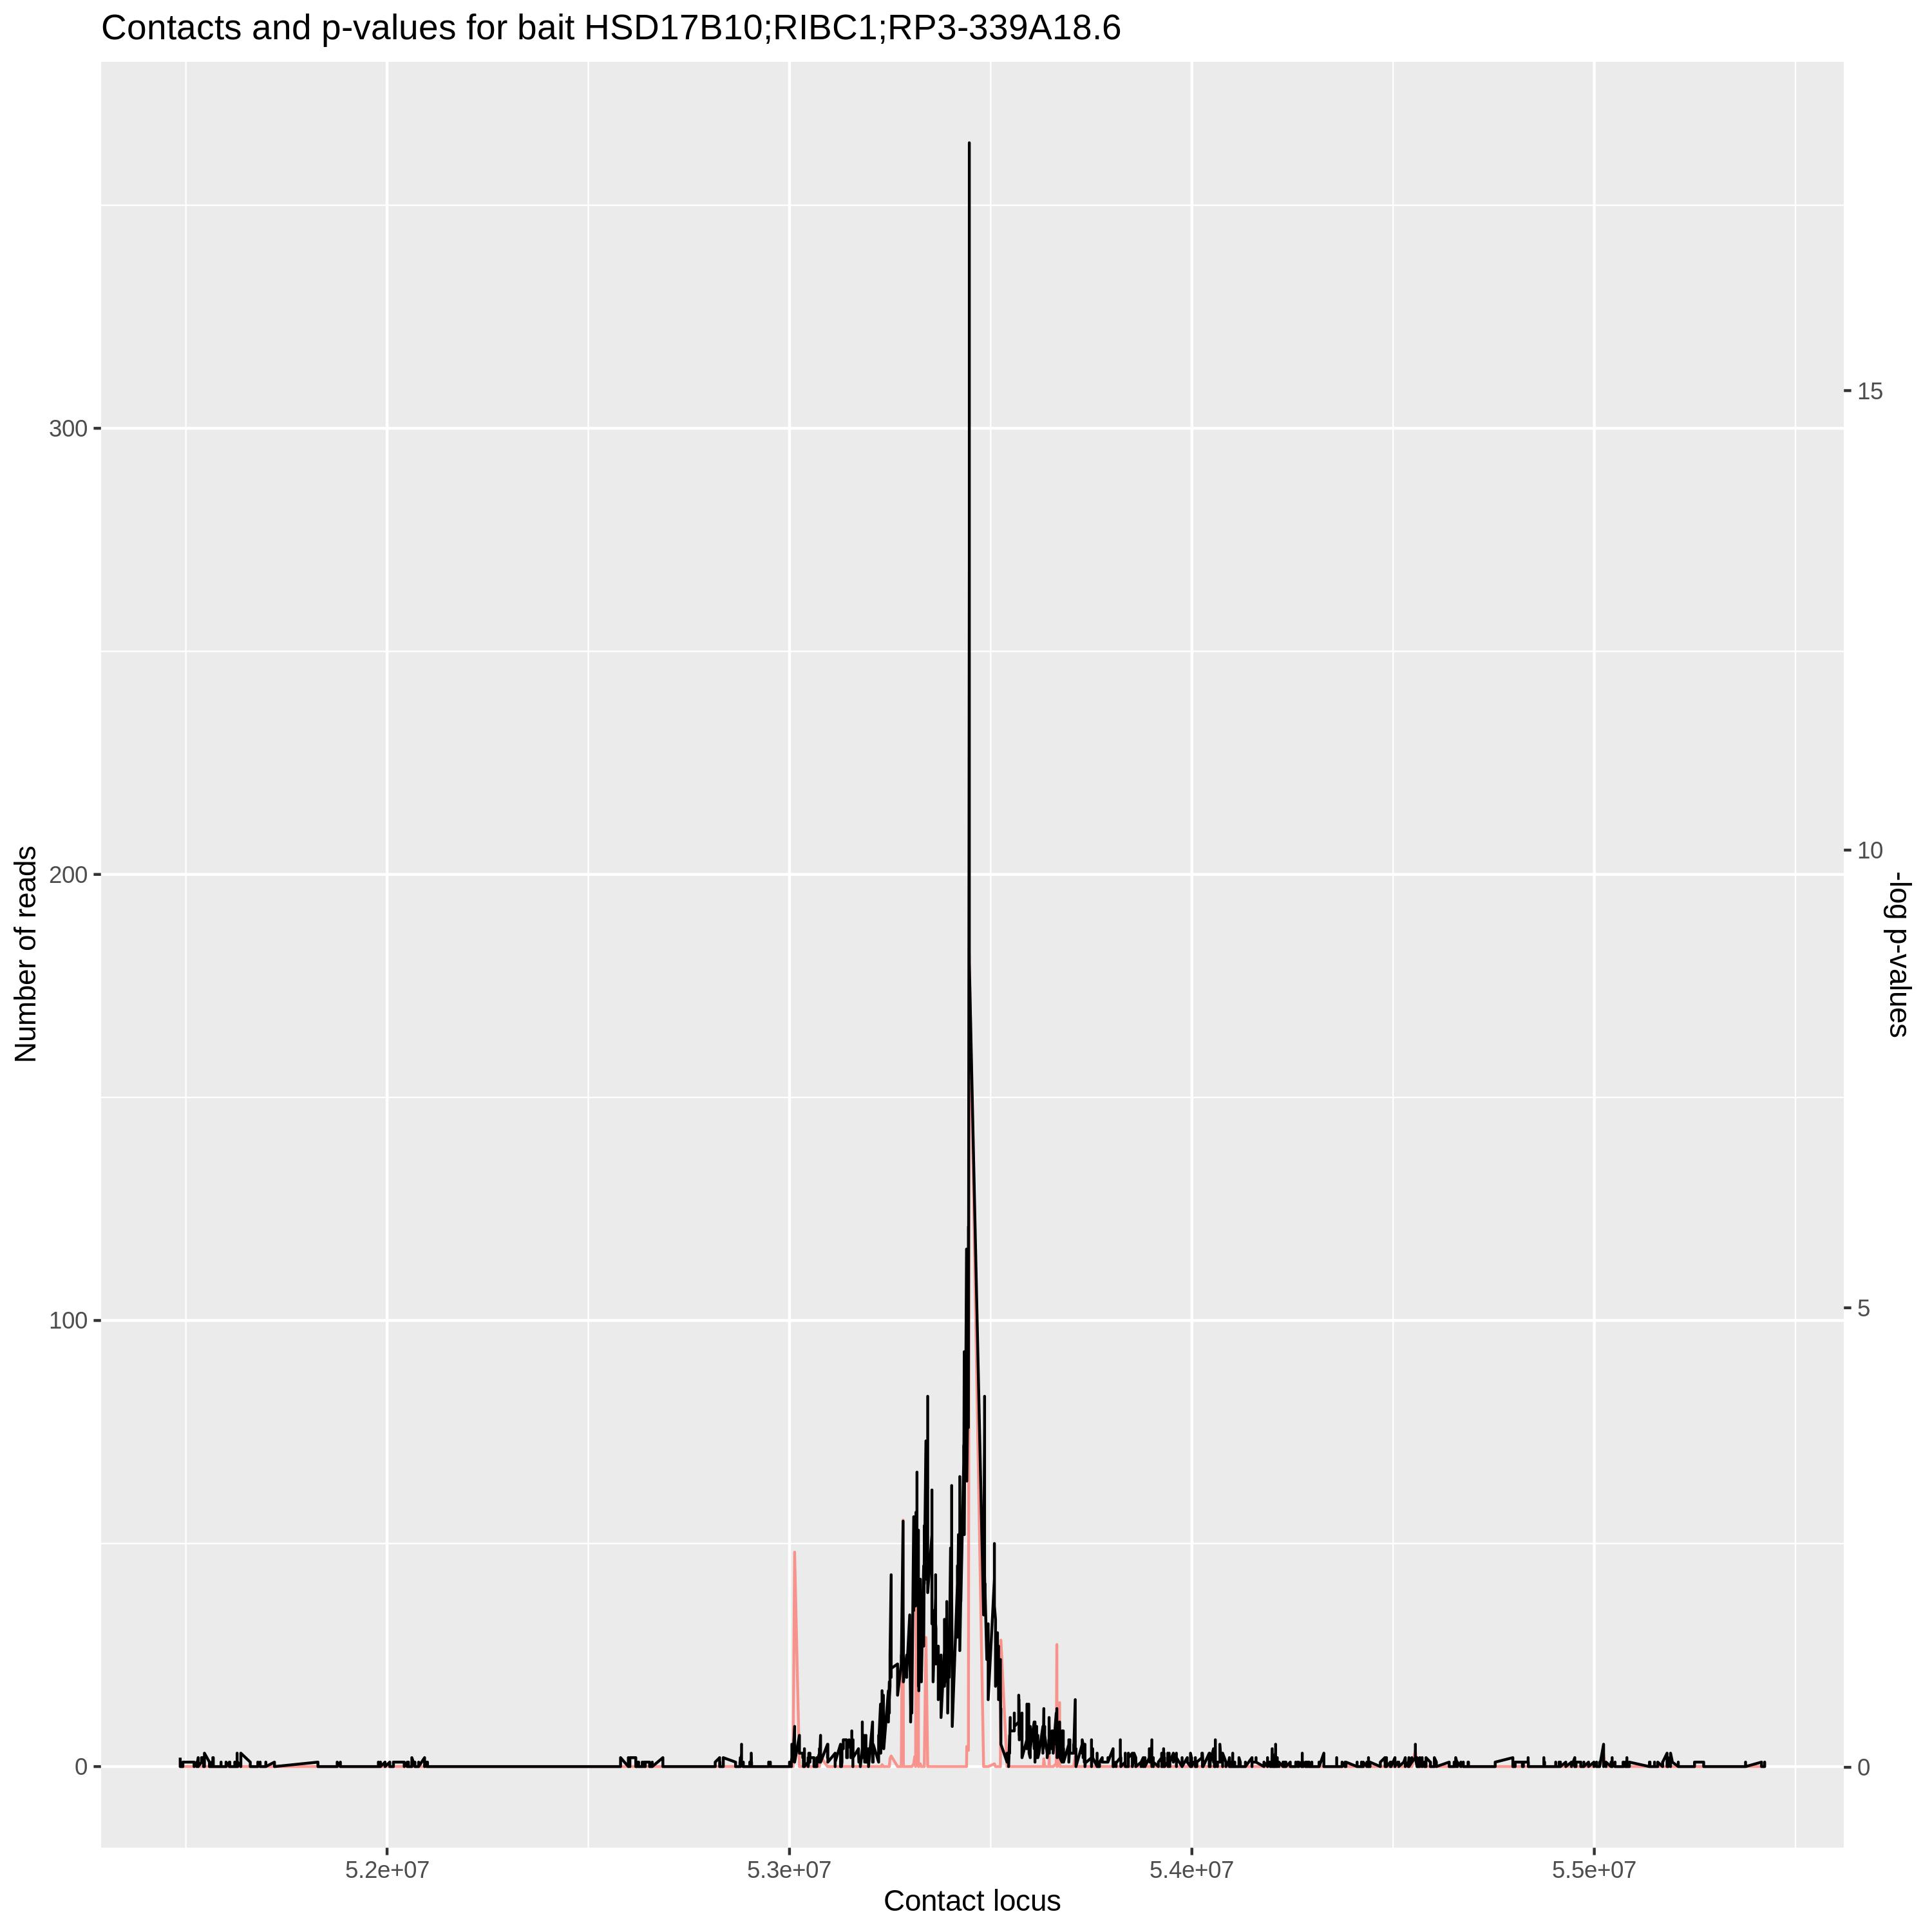 Contacts and p-values for bait HSD17B10;RIBC1;RP3-339A18.6
300
200
100
0
Number of reads
15
10
5
0
-log p-values
5.2e+07 5.3e+07 5.4e+07 5.5e+07
Contact locus